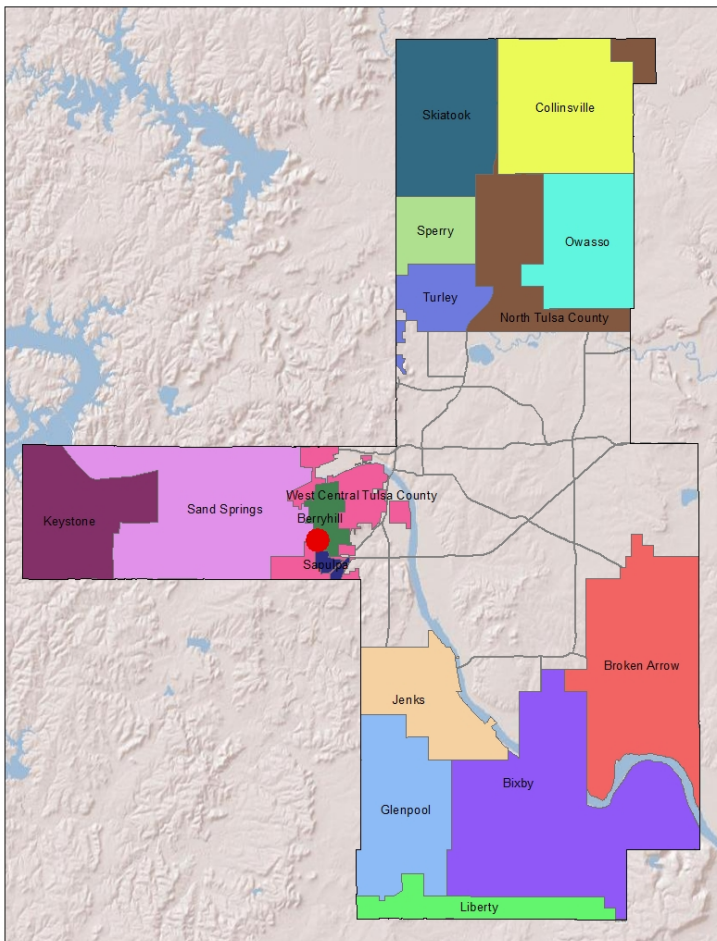 Skiatook
Collinsville
Sperry
Owasso
Turley
North Tulsa County
West Central Tulsa County
Sand Springs
Berryhill
Keystone
Sapulpa
Broken Arrow
Jenks
Bixby
Glenpool
Liberty